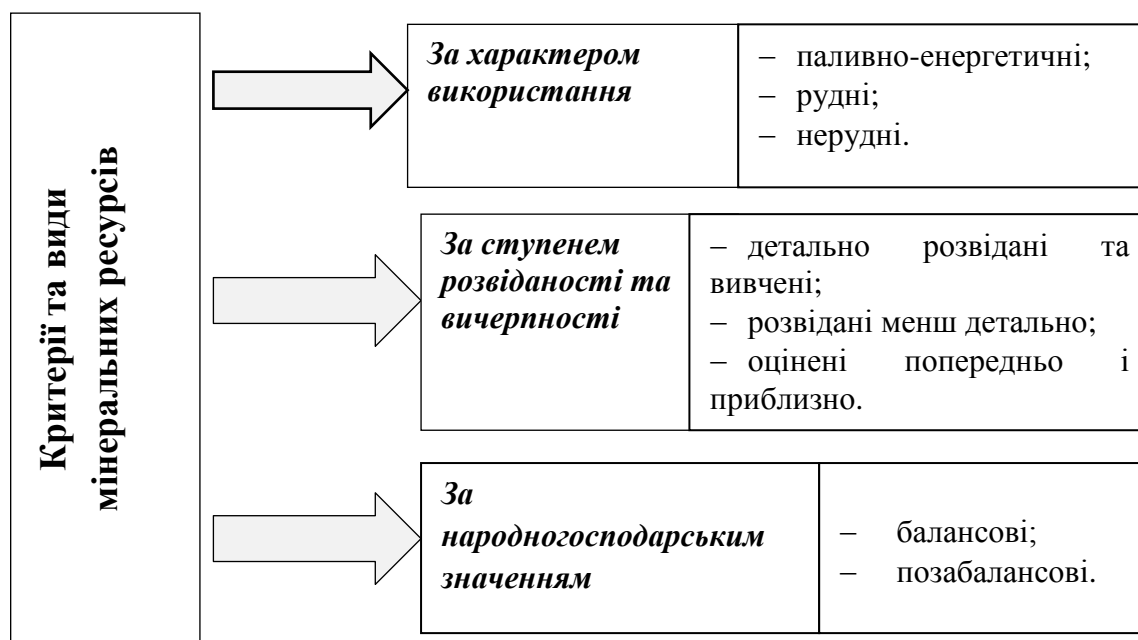 Критерії та види
мінеральних ресурсів
За характером
використання
– паливно-енергетичні;
– рудні;
– нерудні.
За ступенем
розвіданості та
вичерпності
– детально розвідані та
вивчені;
– розвідані менш детально;
– оцінені попередньо і
приблизно.
За
народногосподарським
значенням
– балансові;
– позабалансові.